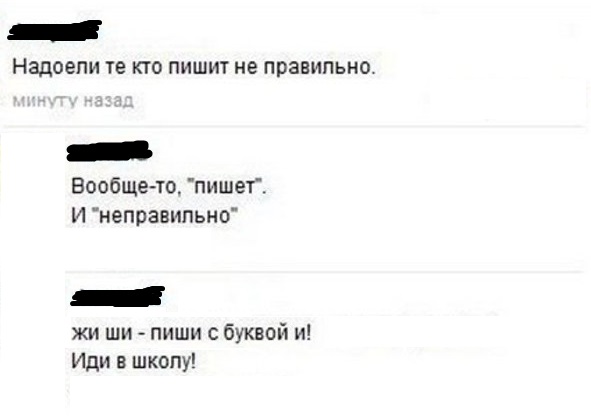 Надоели те кто пишит не правильно.
минуту назад
Вообще-то, "пишет".
И "неправильно"
жи ши - пиши с буквой и!
Иди в школу!